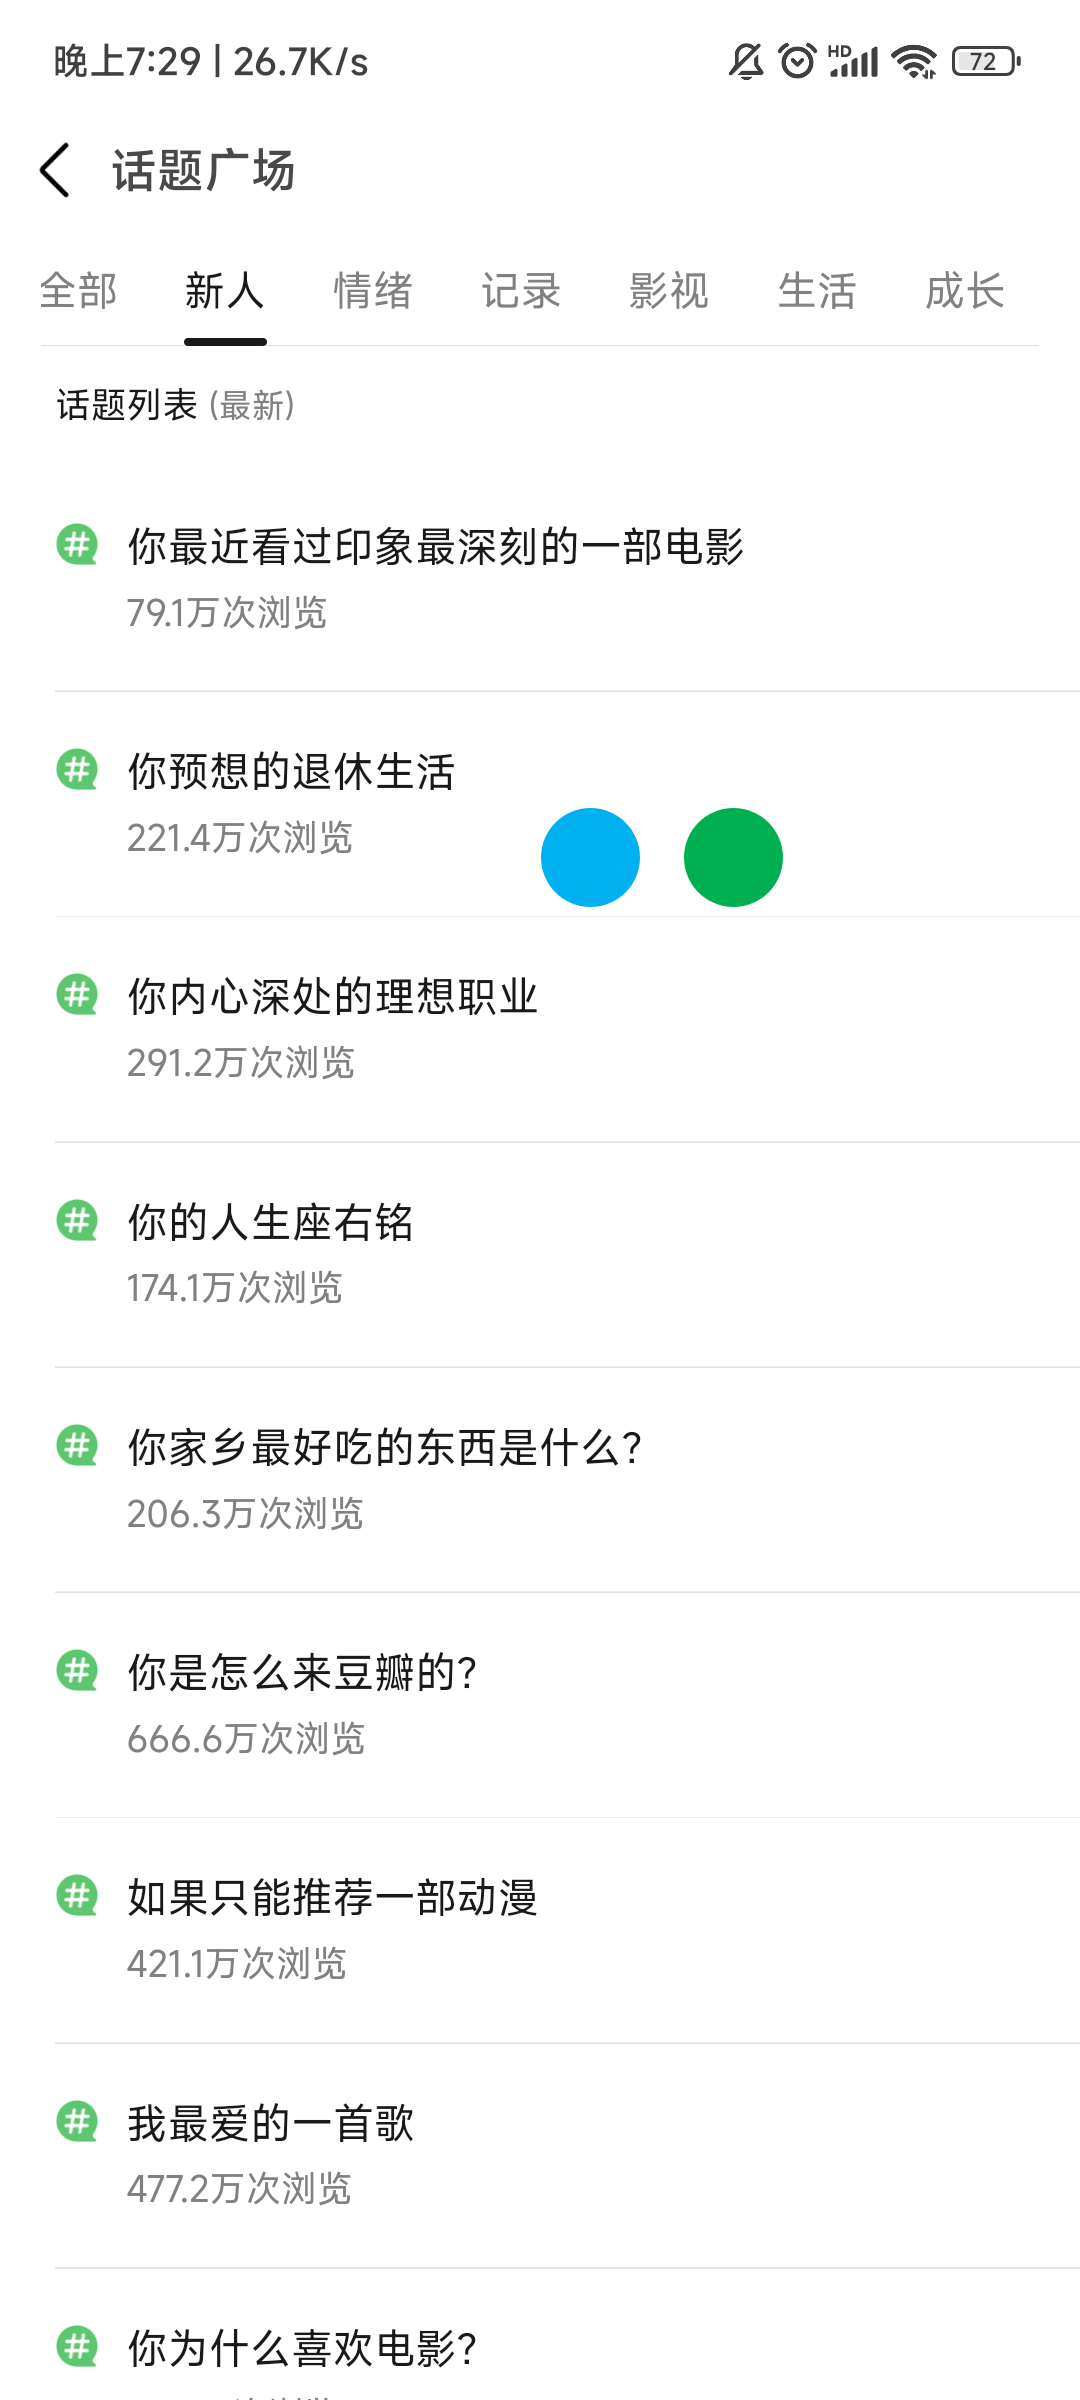 晚上7:29 | 26.7K/s
HD
72
话题广场
全部 新人 情绪 记录 影视 生活 成长
话题列表 (最新)
你最近看过印象最深刻的一部电影
79.1万次浏览
你预想的退休生活
221.4万次浏览
你内心深处的理想职业
291.2万次浏览
你的人生座右铭
174.1万次浏览
你家乡最好吃的东西是什么?
206.3万次浏览
你是怎么来豆瓣的?
666.6万次浏览
如果只能推荐一部动漫
421.1万次浏览
我最爱的一首歌
477.2万次浏览
你为什么喜欢电影?